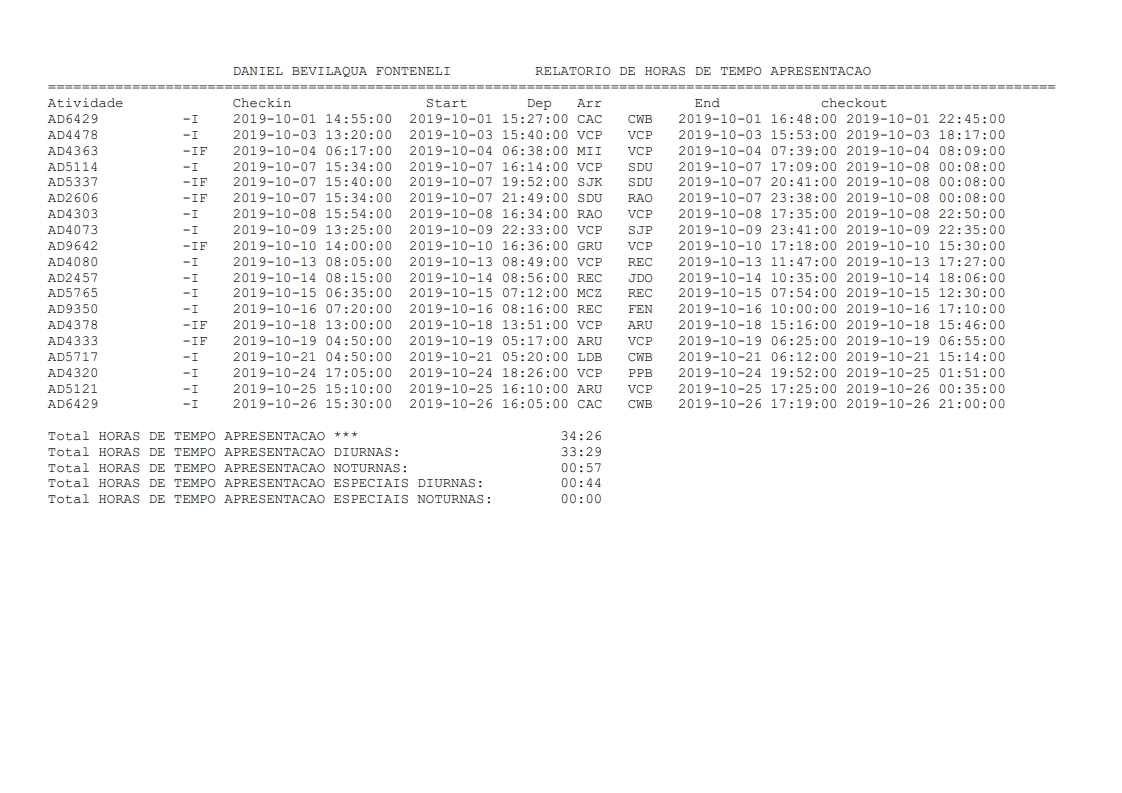 DANIEL BEVILAQUA FONTENELI RELATORIO DE HORAS DE TEMPO APRESENTACAO
========================================================================================================================
Atividade Checkin Start Dep Arr End checkout
AD6429 -I 2019-10-01 14:55:00 2019-10-01 15:27:00 CAC CWB 2019-10-01 16:48:00 2019-10-01 22:45:00
AD4478 -I 2019-10-03 13:20:00 2019-10-03 15:40:00 VCP VCP 2019-10-03 15:53:00 2019-10-03 18:17:00
AD4363 -IF 2019-10-04 06:17:00 2019-10-04 06:38:00 MII VCP 2019-10-04 07:39:00 2019-10-04 08:09:00
AD5114 -I 2019-10-07 15:34:00 2019-10-07 16:14:00 VCP SDU 2019-10-07 17:09:00 2019-10-08 00:08:00
AD5337 -IF 2019-10-07 15:40:00 2019-10-07 19:52:00 SJK SDU 2019-10-07 20:41:00 2019-10-08 00:08:00
AD2606 -IF 2019-10-07 15:34:00 2019-10-07 21:49:00 SDU RAO 2019-10-07 23:38:00 2019-10-08 00:08:00
AD4303 -I 2019-10-08 15:54:00 2019-10-08 16:34:00 RAO VCP 2019-10-08 17:35:00 2019-10-08 22:50:00
AD4073 -I 2019-10-09 13:25:00 2019-10-09 22:33:00 VCP SJP 2019-10-09 23:41:00 2019-10-09 22:35:00
AD9642 -IF 2019-10-10 14:00:00 2019-10-10 16:36:00 GRU VCP 2019-10-10 17:18:00 2019-10-10 15:30:00
AD4080 -I 2019-10-13 08:05:00 2019-10-13 08:49:00 VCP REC 2019-10-13 11:47:00 2019-10-13 17:27:00
AD2457 -I 2019-10-14 08:15:00 2019-10-14 08:56:00 REC JDO 2019-10-14 10:35:00 2019-10-14 18:06:00
AD5765 -I 2019-10-15 06:35:00 2019-10-15 07:12:00 MCZ REC 2019-10-15 07:54:00 2019-10-15 12:30:00
AD9350 -I 2019-10-16 07:20:00 2019-10-16 08:16:00 REC FEN 2019-10-16 10:00:00 2019-10-16 17:10:00
AD4378 -IF 2019-10-18 13:00:00 2019-10-18 13:51:00 VCP ARU 2019-10-18 15:16:00 2019-10-18 15:46:00
AD4333 -IF 2019-10-19 04:50:00 2019-10-19 05:17:00 ARU VCP 2019-10-19 06:25:00 2019-10-19 06:55:00
AD5717 -I 2019-10-21 04:50:00 2019-10-21 05:20:00 LDB CWB 2019-10-21 06:12:00 2019-10-21 15:14:00
AD4320 -I 2019-10-24 17:05:00 2019-10-24 18:26:00 VCP PPB 2019-10-24 19:52:00 2019-10-25 01:51:00
AD5121 -I 2019-10-25 15:10:00 2019-10-25 16:10:00 ARU VCP 2019-10-25 17:25:00 2019-10-26 00:35:00
AD6429 -I 2019-10-26 15:30:00 2019-10-26 16:05:00 CAC CWB 2019-10-26 17:19:00 2019-10-26 21:00:00
Total HORAS DE TEMPO APRESENTACAO *** 34:26
Total HORAS DE TEMPO APRESENTACAO DIURNAS: 33:29
Total HORAS DE TEMPO APRESENTACAO NOTURNAS: 00:57
Total HORAS DE TEMPO APRESENTACAO ESPECIAIS DIURNAS: 00:44
Total HORAS DE TEMPO APRESENTACAO ESPECIAIS NOTURNAS: 00:00